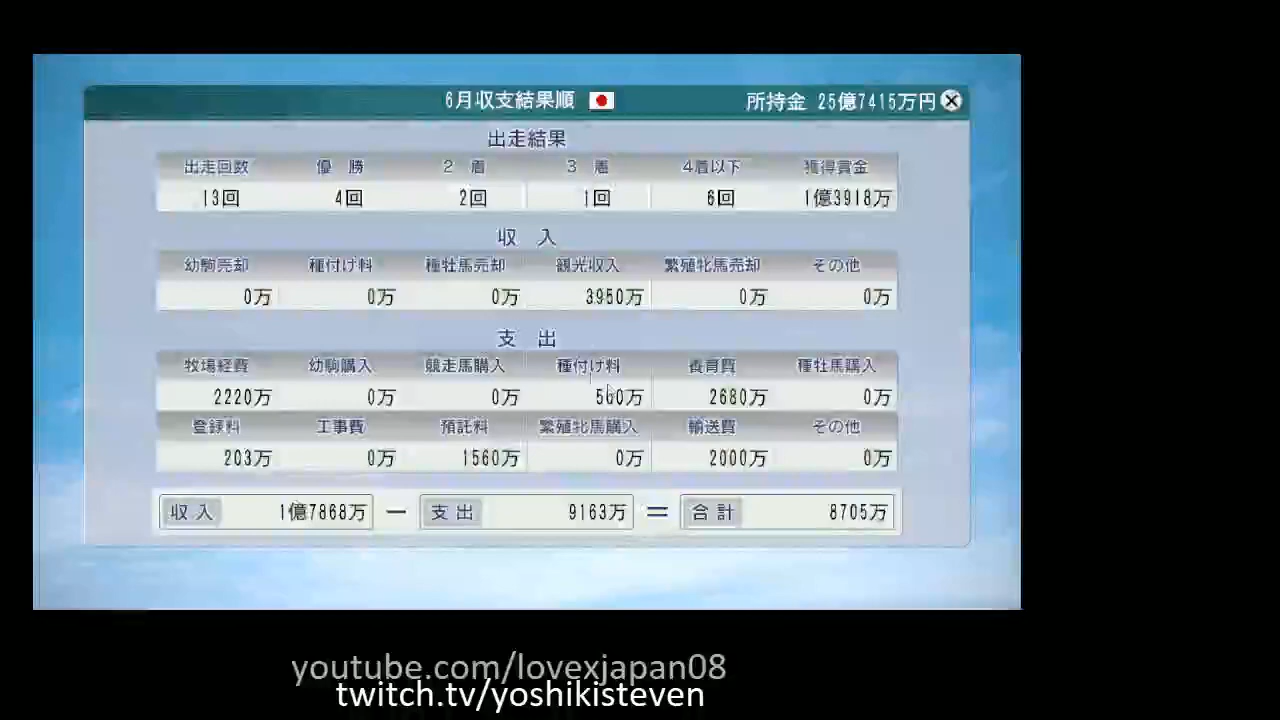 6月収支結果順 所持金 25億7415万円
出走結果
出走回数 優 勝 2 着 3 着 4着以下 獲得賞金
13回 4回 2回 1回 6回 1億3918万
収 入
幼駒売却 種付け料 種牡馬売却 観光収入 繁殖牝馬売却 その他
0万 0万 0万 3950万 0万 0万
支 出
牧場経費 幼駒購入 競走馬購入 種付け料 養育費 種牡馬購入
2220万 0万 0万 500万 2680万 0万
登録料 工事費 預託料 繁殖牝馬購入 輸送費 その他
203万 0万 1560万 0万 2000万 0万
収入 1億7868万 － 支出 9163万 ＝ 合計 8705万
youtube.com/lovexjapan08
twitch.tv/yoshikisteven